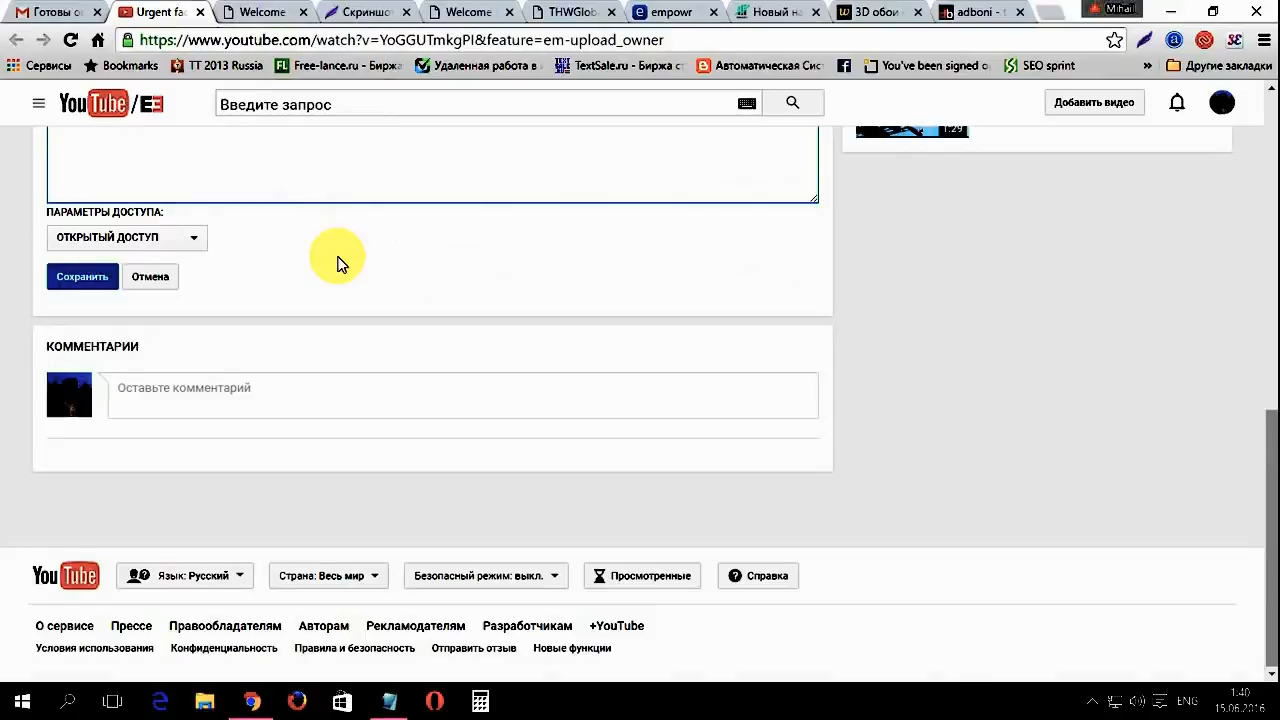 Готовы о
Urgent fac
Welcome
Скриншо
Welcome
THWGlob
empowr
Новый на
3D обои
adboni - t
Mihail
https://www.youtube.com/watch?v=YoGGUTmkgPI&feature=em-upload_owner
Сервисы
Bookmarks
TT 2013 Russia
Free-lance.ru - Биржа
Удаленная работа в
TextSale.ru - Биржа ст
Автоматическая Сис
You've been signed o
SEO sprint
»
Другие закладки
YouTube
Введите запрос
Добавить видео
1:29
ПАРАМЕТРЫ ДОСТУПА:
ОТКРЫТЫЙ ДОСТУП
Сохранить
Отмена
КОММЕНТАРИИ
Оставьте комментарий
YouTube
Язык: Русский
Страна: Весь мир
Безопасный режим: выкл.
Просмотренные
Справка
О сервисе
Прессе
Правообладателям
Авторам
Рекламодателям
Разработчикам
+YouTube
Условия использования
Конфиденциальность
Правила и безопасность
Отправить отзыв
Новые функции
ENG
1:40
15.06.2016